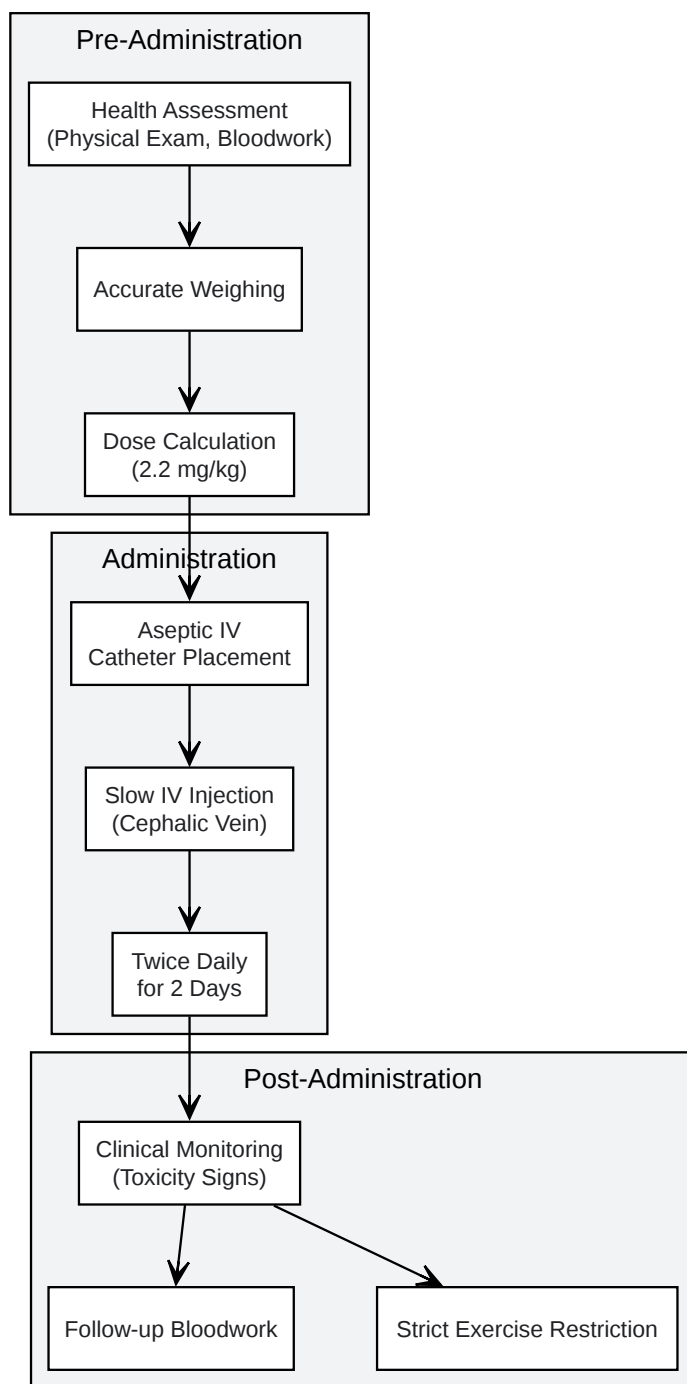 Pre-Administration
Health Assessment
(Physical Exam, Bloodwork)
Accurate Weighing
Dose Calculation
(2.2 mg/kg)
Administration
Aseptic IV
Catheter Placement
Slow IV Injection
(Cephalic Vein)
Twice Daily
for 2 Days
Post-Administration
Clinical Monitoring
(Toxicity Signs)
Follow-up Bloodwork
Strict Exercise Restriction